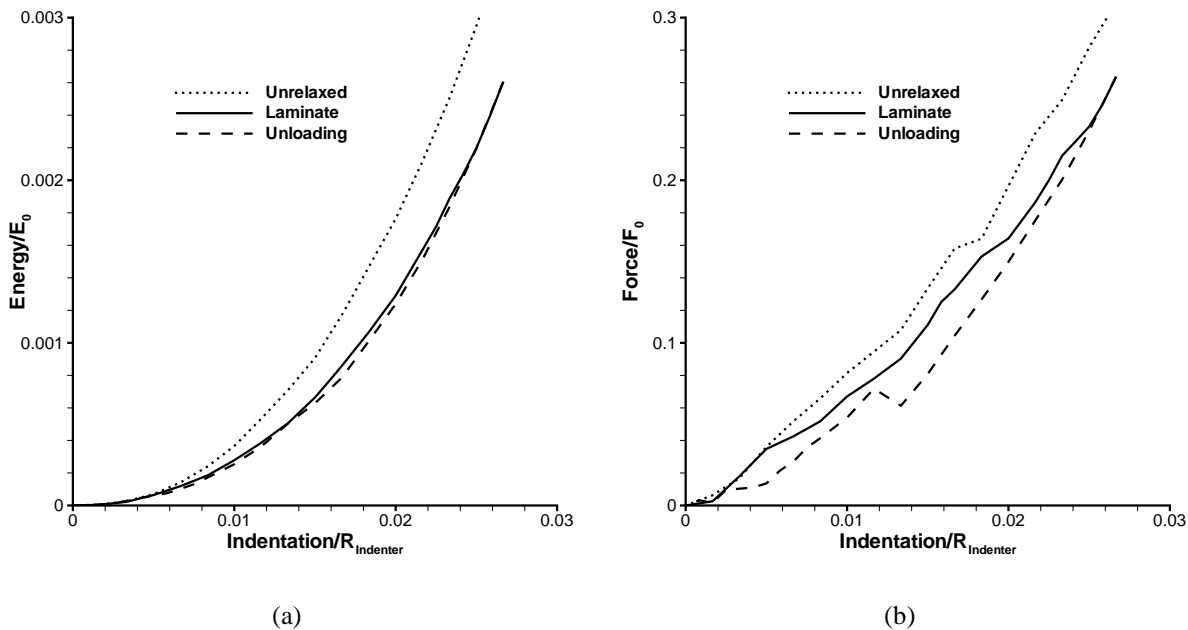 0.003
0.002
0.001
0
0
0.01
0.02
0.03
Energy/E0
Indentation/RIndenter
Unrelaxed
Laminate
Unloading
(a)
0.3
0.2
0.1
0
0
0.01
0.02
0.03
Force/F0
Indentation/RIndenter
Unrelaxed
Laminate
Unloading
(b)